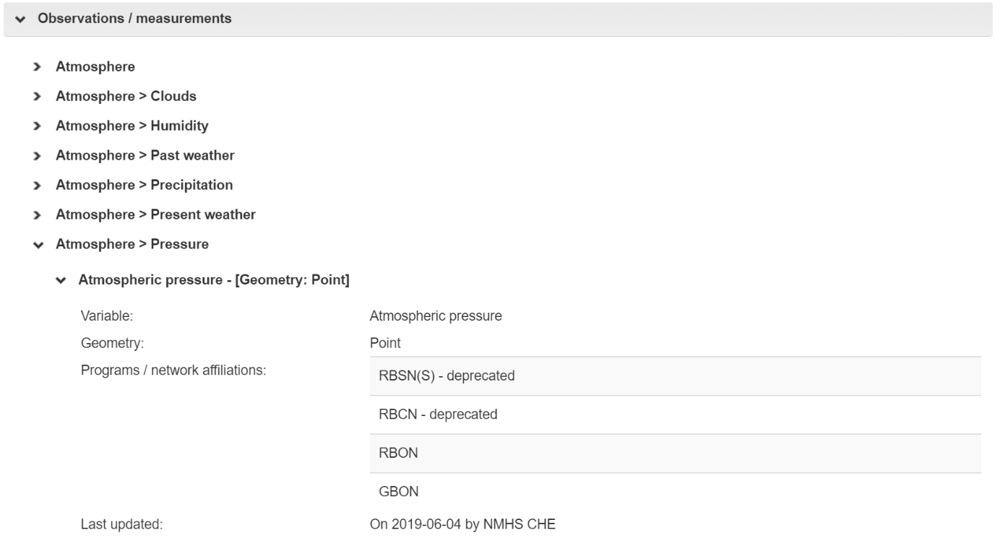 Observations / measurements
Atmosphere
Atmosphere > Clouds
Atmosphere > Humidity
Atmosphere > Past weather
Atmosphere > Precipitation
Atmosphere > Present weather
Atmosphere > Pressure
Atmospheric pressure - [Geometry: Point]
Variable: Atmospheric pressure
Geometry: Point
Programs / network affiliations: RBSN(S) - deprecated
RBCN - deprecated
RBON
GBON
Last updated: On 2019-06-04 by NMHS CHE